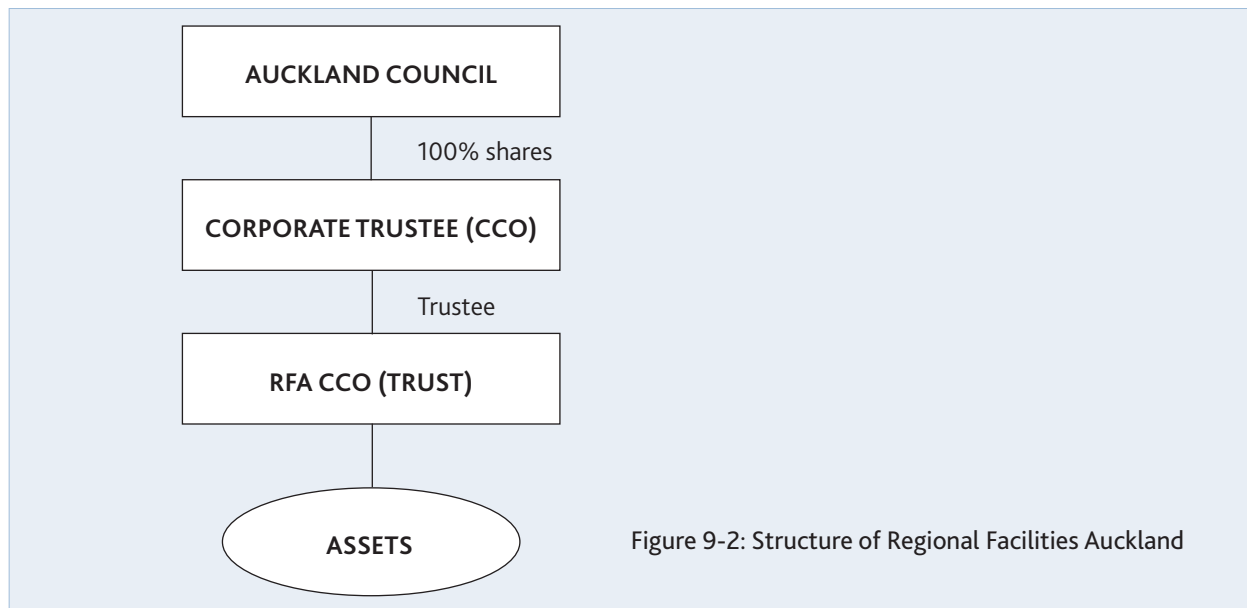 AUCKLAND COUNCIL
100% shares
CORPORATE TRUSTEE (CCO)
Trustee
RFA CCO (TRUST)
ASSETS
Figure 9-2: Structure of Regional Facilities Auckland